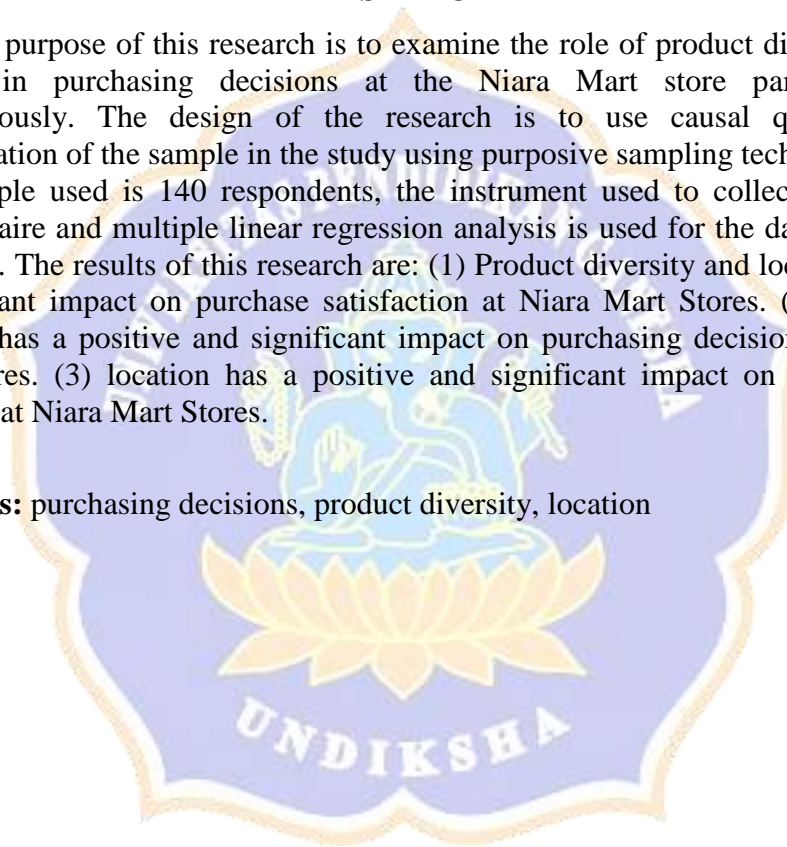 purpose of this research is to examine the role of product di
in purchasing decisions at the Niara Mart store par
ously. The design of the research is to use causal q
ation of the sample in the study using purposive sampling tech
ple used is 140 respondents, the instrument used to collec
aire and multiple linear regression analysis is used for the da
. The results of this research are: (1) Product diversity and loc
ant impact on purchase satisfaction at Niara Mart Stores. (
has a positive and significant impact on purchasing decision
res. (3) location has a positive and significant impact on
at Niara Mart Stores.
s: purchasing decisions, product diversity, location
UNIVERSITAS PENDIDIKAN GANESHA
UNDIKSHA